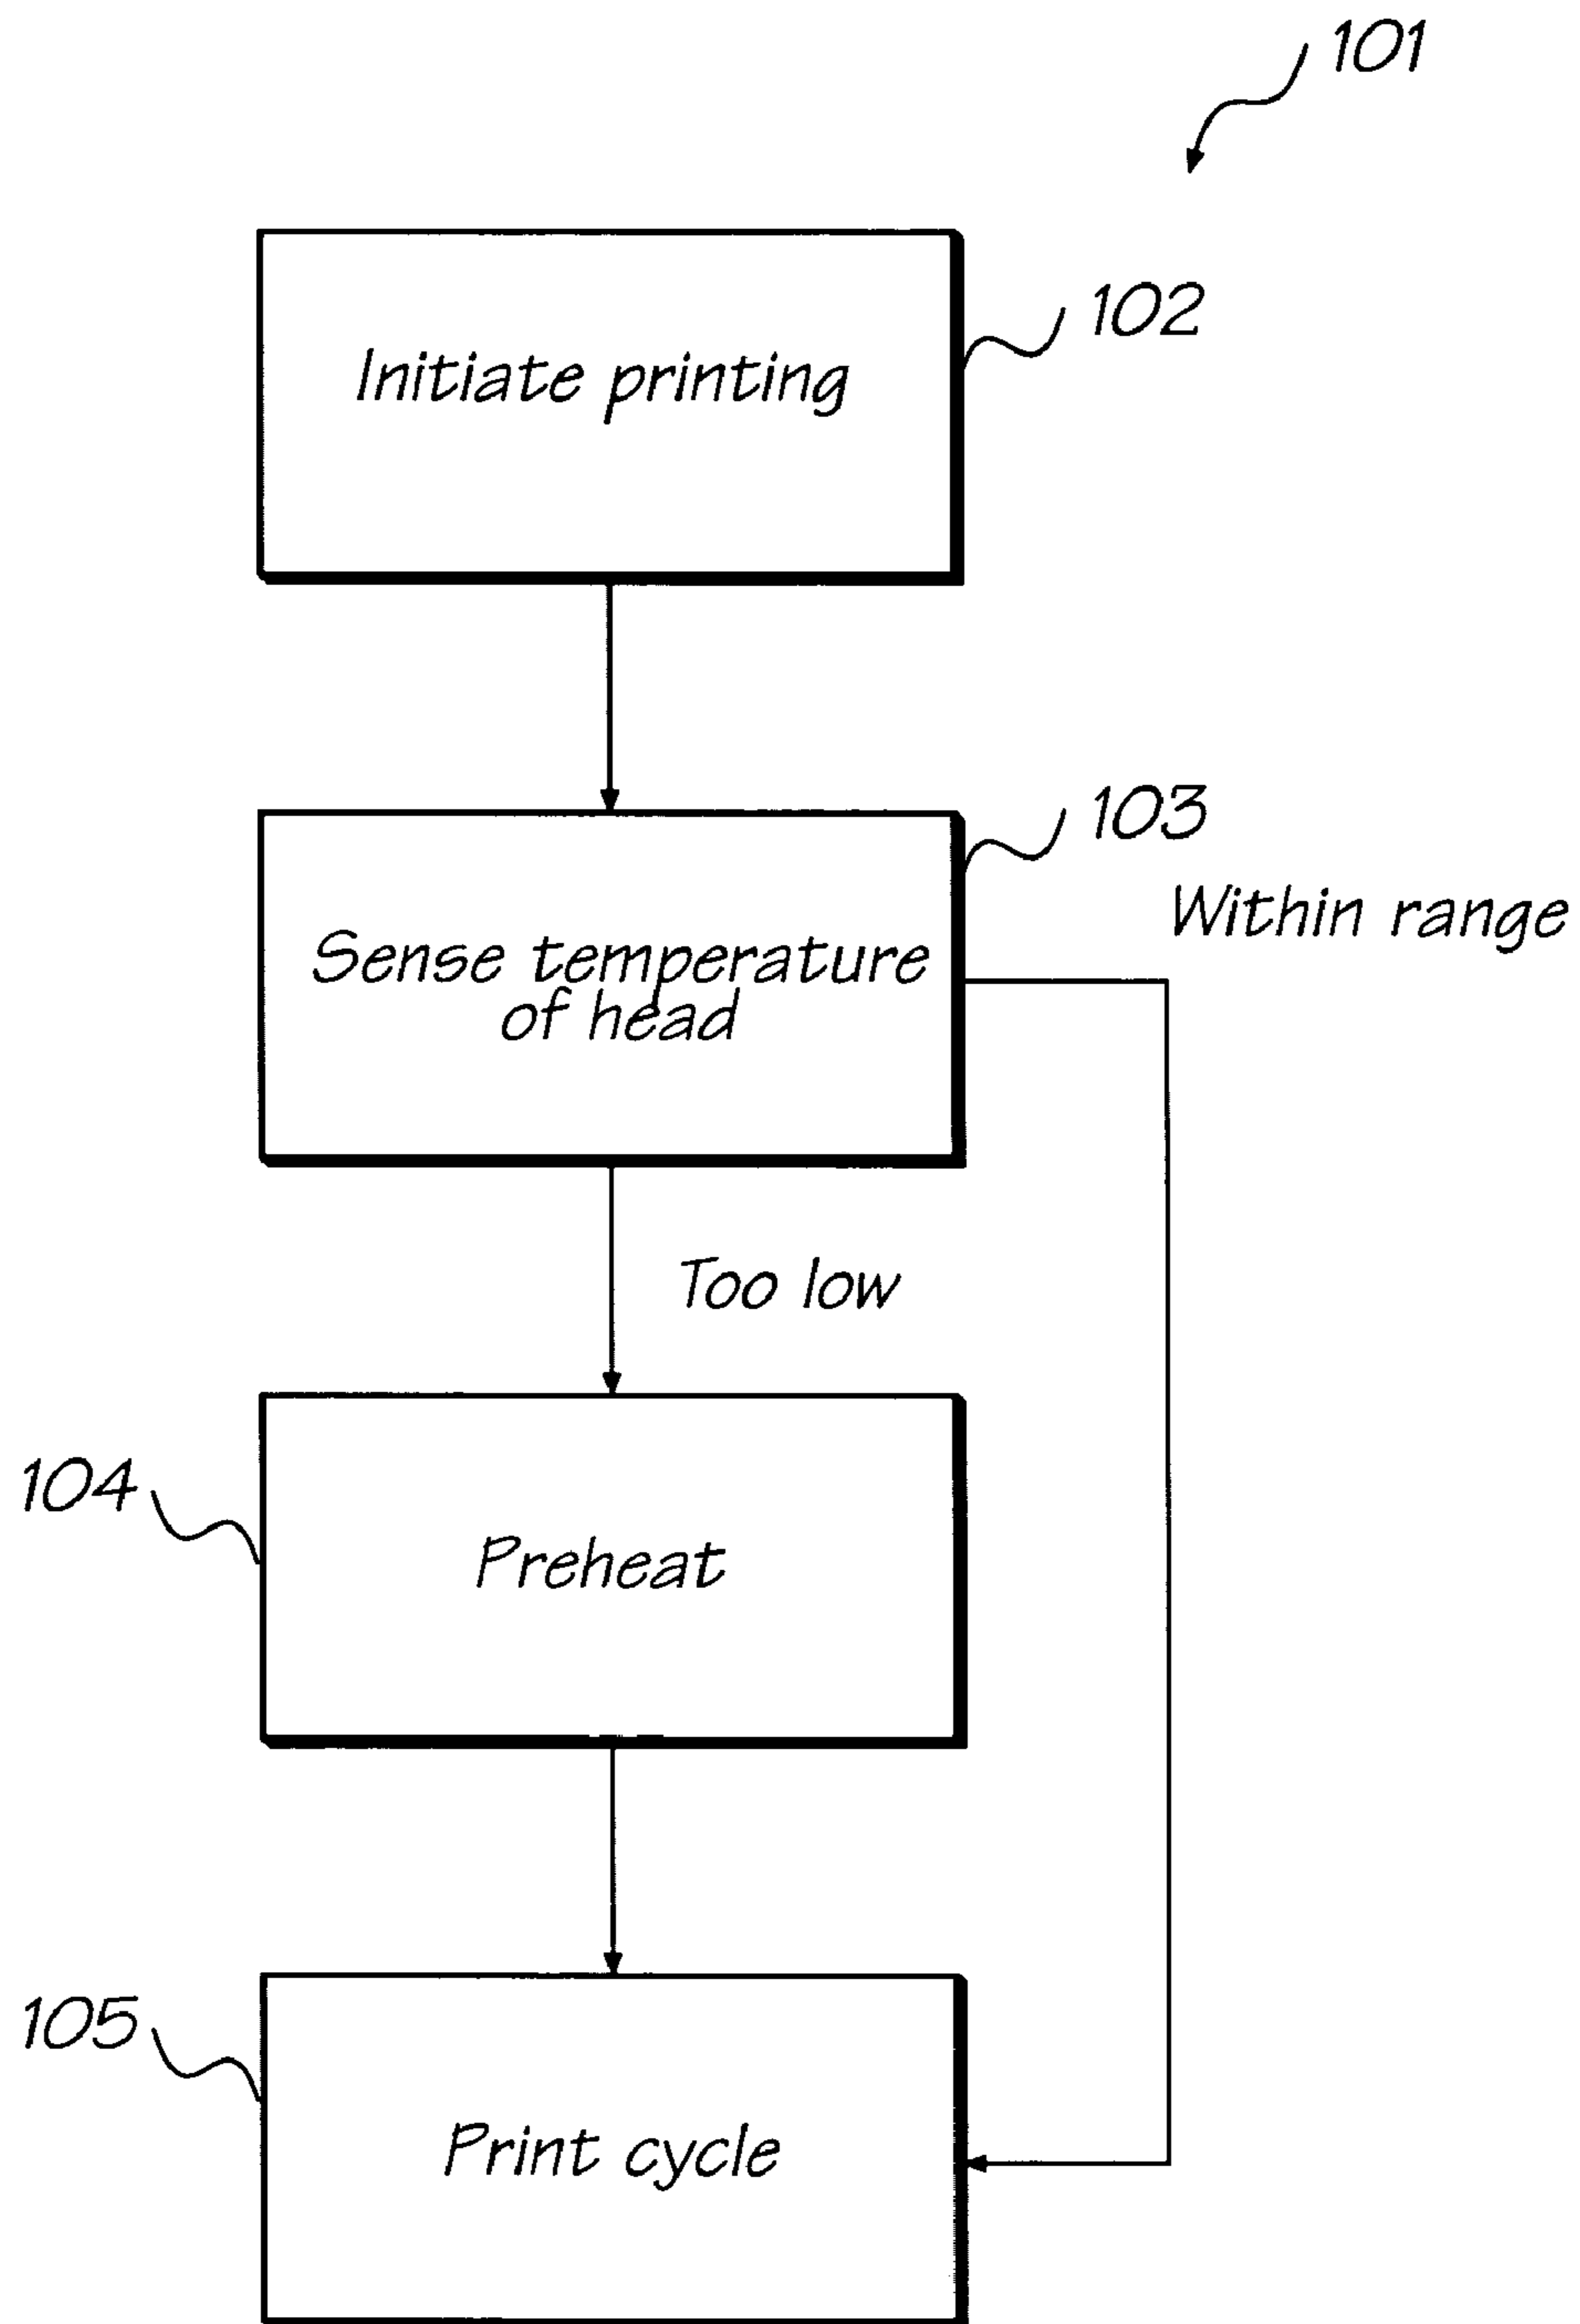 101
Initiate printing
102
103
Within range
Sense temperature
of head
Too low
104
Preheat
105
Print cycle